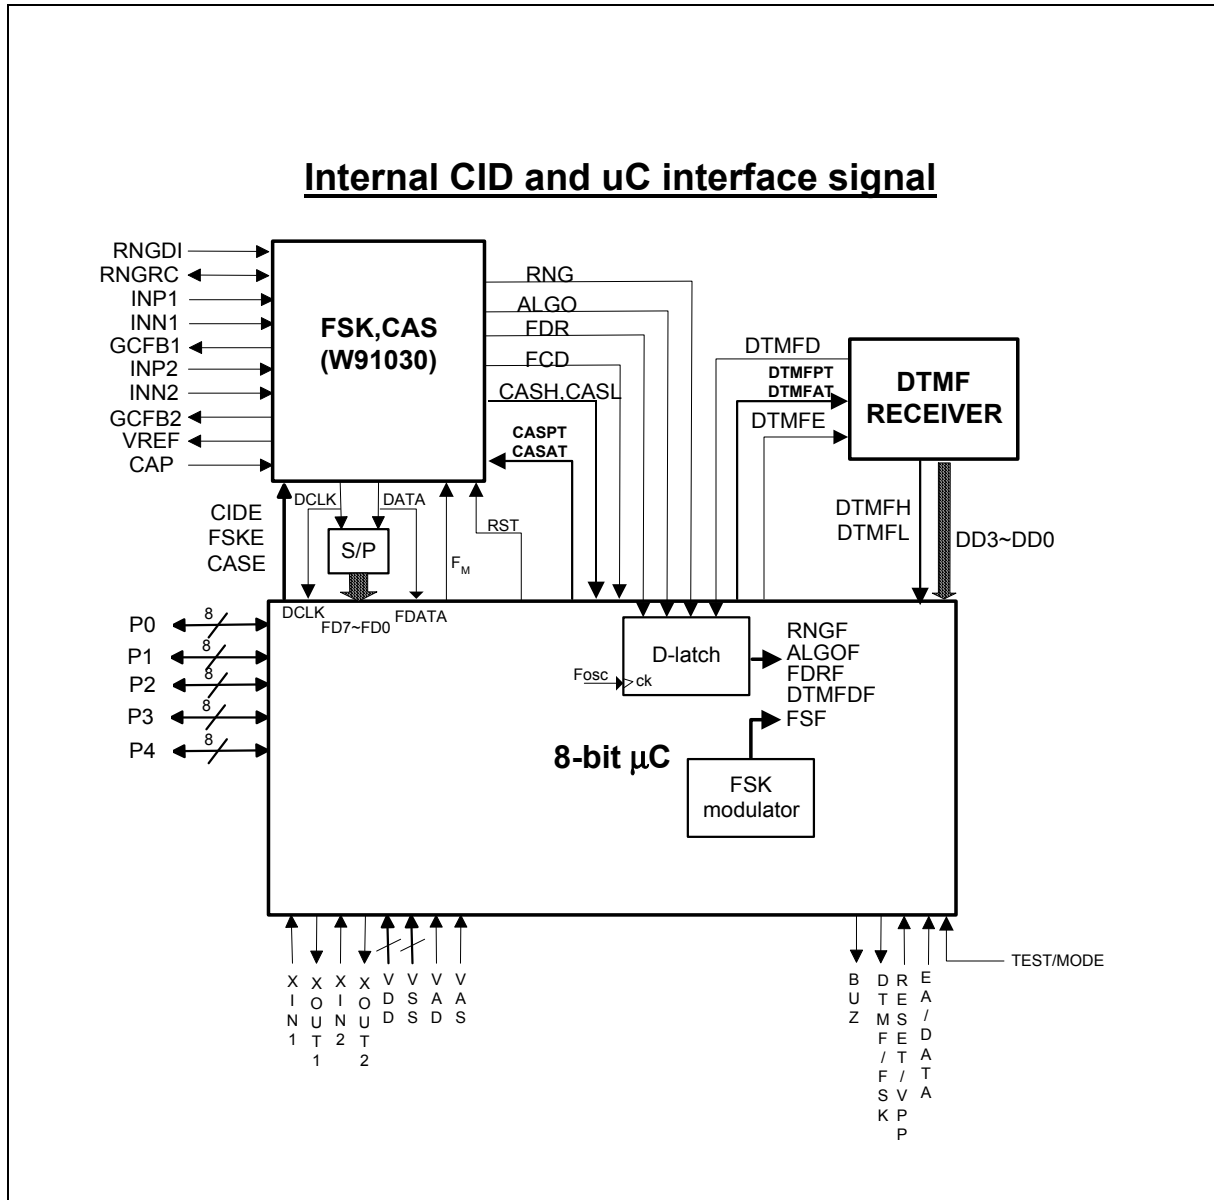 Internal CID and uC interface signal
RNGDI
RNGRC
INP1
INN1
GCFB1
INP2
INN2
GCFB2
VREF
CAP
FSK,CAS
(W91030)
RNG
ALGO
FDR
FCD
CASH,CASL
CASPT
CASAT
DTMFD
DTMFPT
DTMFAT
DTMFE
DTMF
RECEIVER
CIDE
FSKE
CASE
DCLK
DATA
S/P
FM
RST
DTMFH
DTMFL
DD3~DD0
DCLK
FD7~FD0
FDATA
P0
8
P1
8
P2
8
P3
8
P4
8
D-latch
Fosc
ck
RNGF
ALGOF
FDRF
DTMFDF
FSF
8-bit μC
FSK
modulator
XIN1
XOUT1
XIN2
XOUT2
VDD
VSS
VAD
VAS
BUZ
DTMF/FSK
RESET/VPP
EA/DATA
TEST/MODE